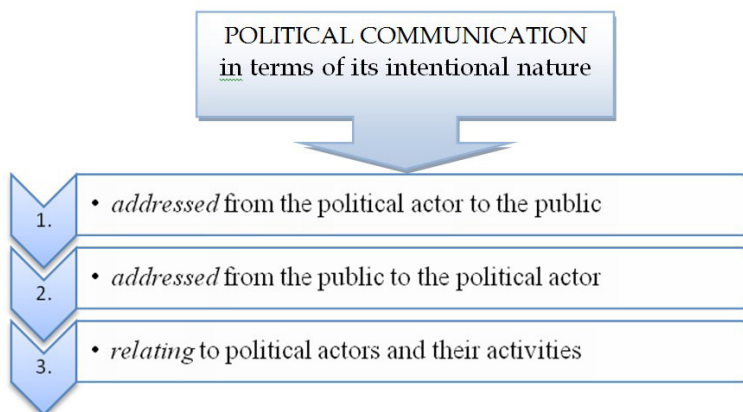 POLITICAL COMMUNICATION
in terms of its intentional nature
1.
• addressed from the political actor to the public
2.
• addressed from the public to the political actor
3.
• relating to political actors and their activities